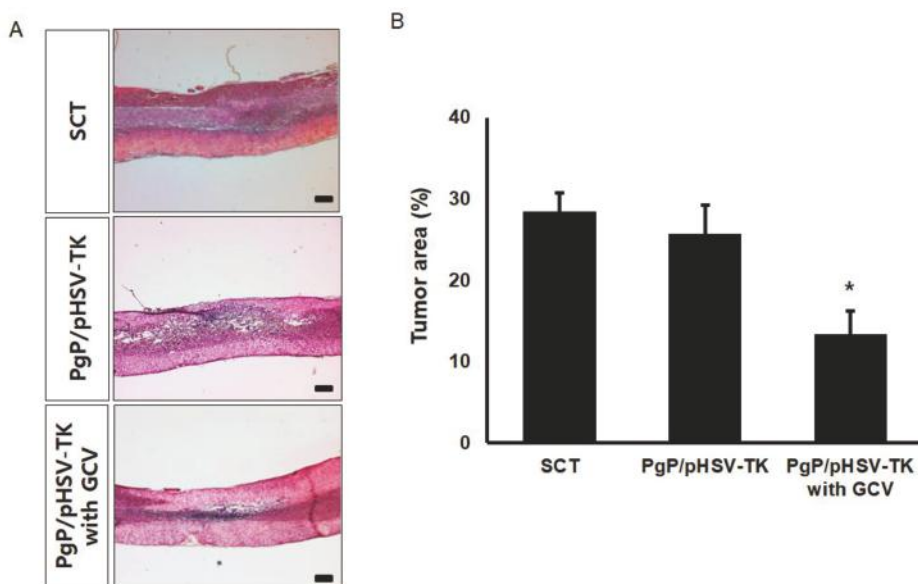 A
SCT
PgP/pHSV-TK
PgP/pHSV-TK
with GCV
B
Tumor area (%)
40
30
20
10
0
*
SCT
PgP/pHSV-TK
PgP/pHSV-TK
with GCV